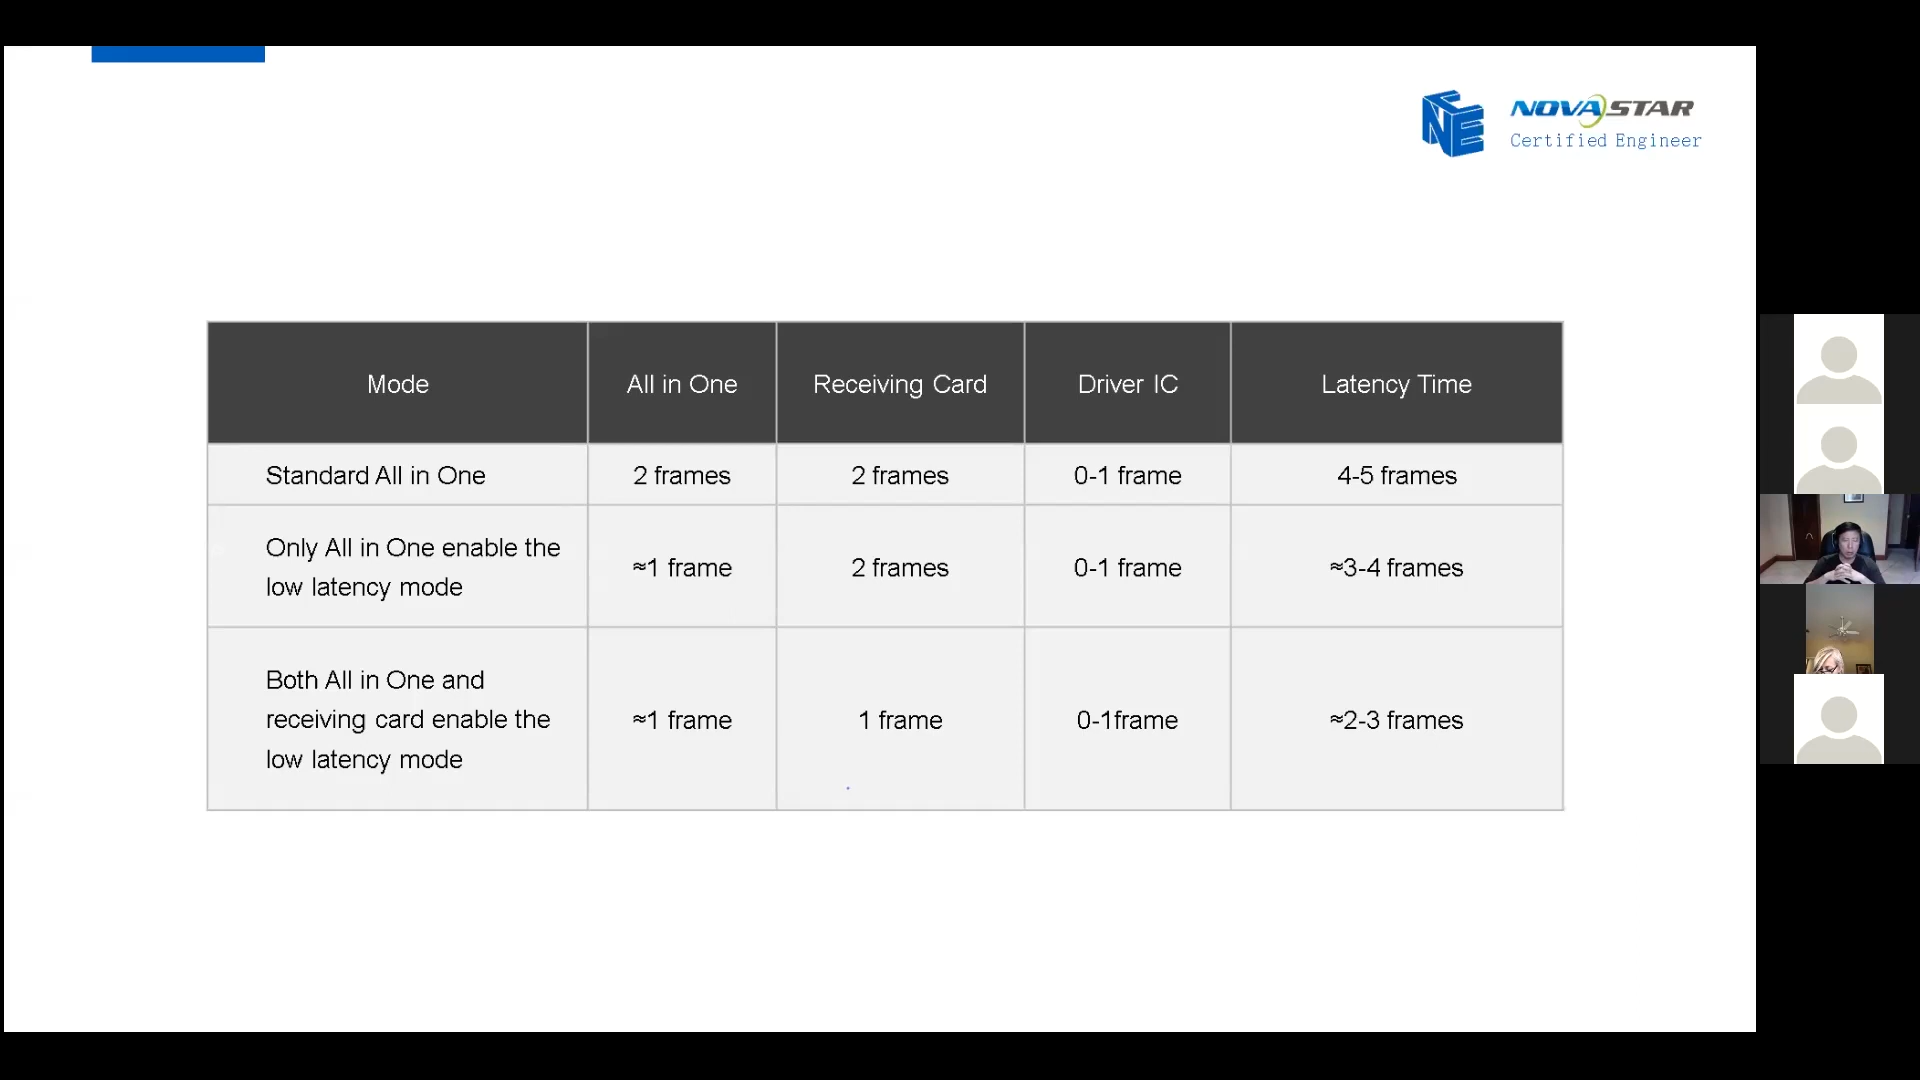 NE
NOVASTAR
Certified Engineer
Mode All in One Receiving Card Driver IC Latency Time
Standard All in One 2 frames 2 frames 0-1 frame 4-5 frames
Only All in One enable the
low latency mode ≈1 frame 2 frames 0-1 frame ≈3-4 frames
Both All in One and
receiving card enable the
low latency mode ≈1 frame 1 frame 0-1frame ≈2-3 frames